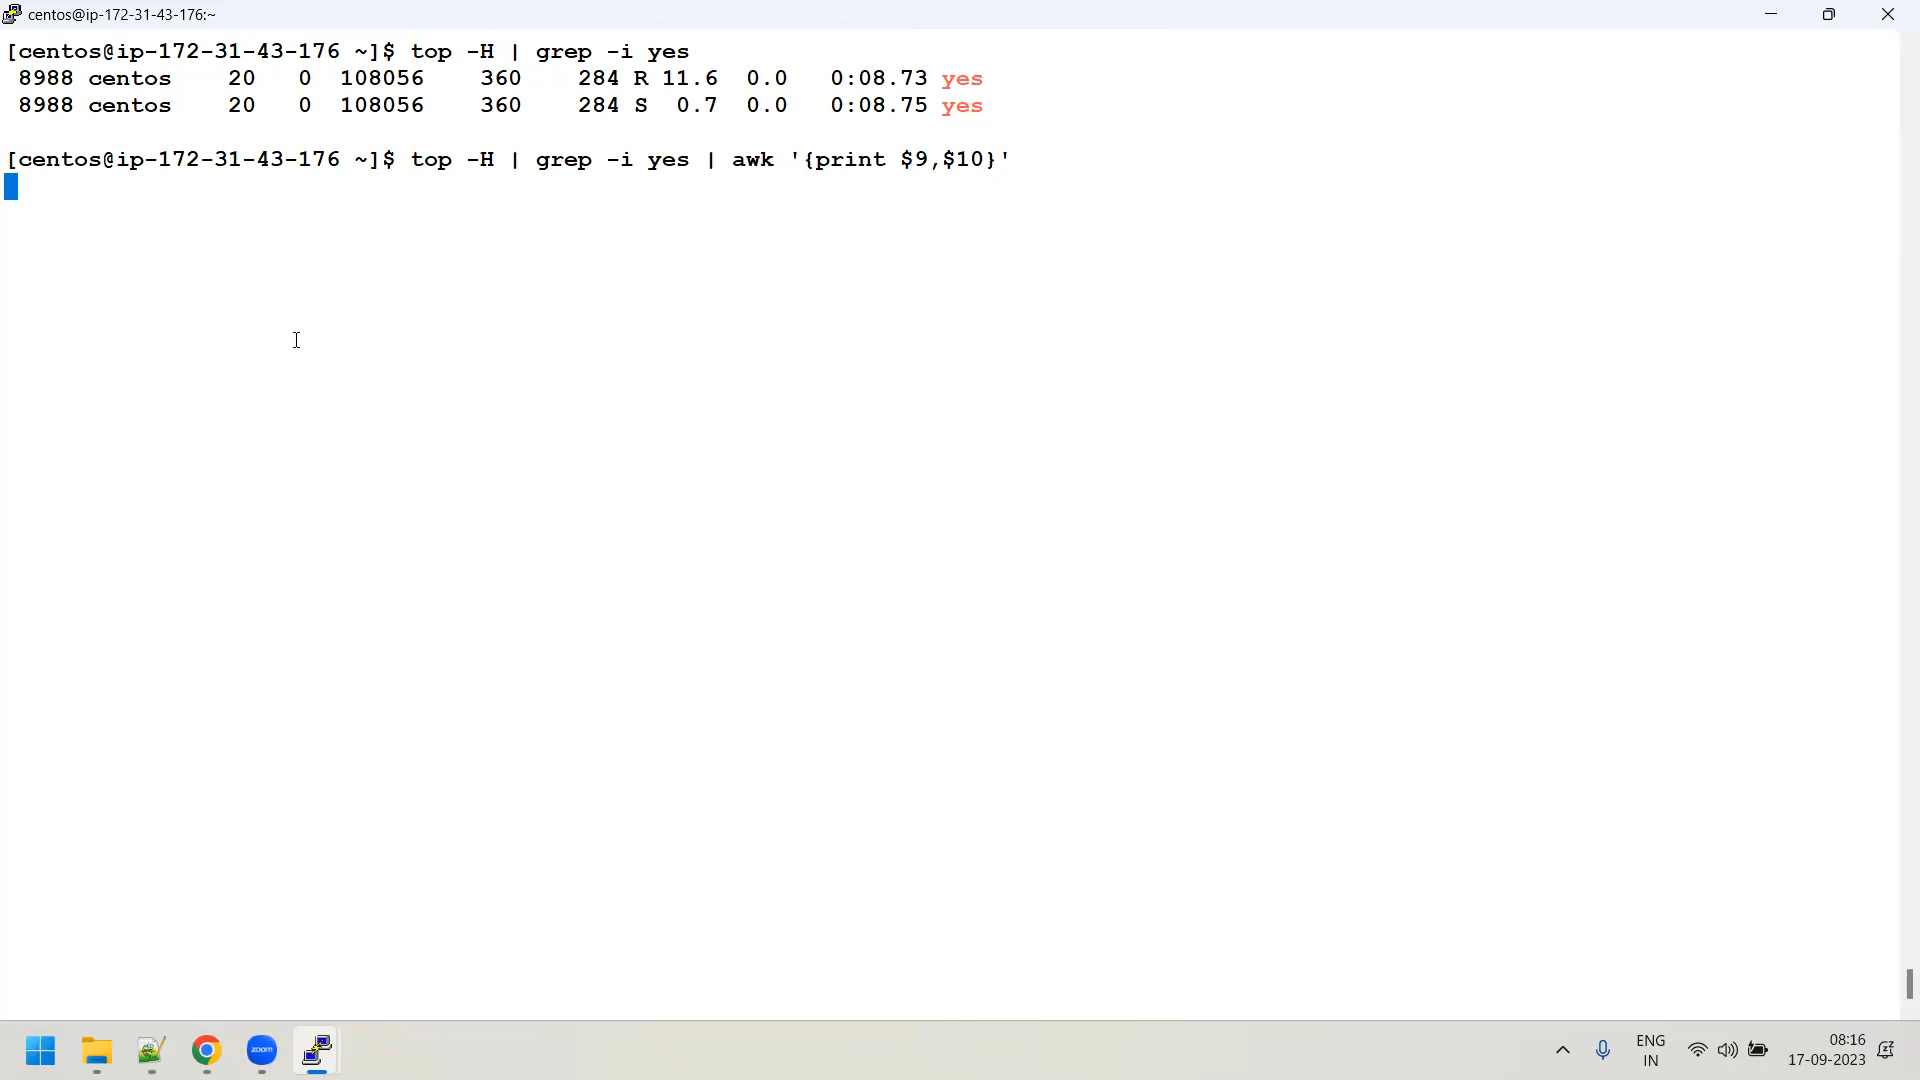 centos@ip-172-31-43-176:~
[centos@ip-172-31-43-176 ~]$ top -H | grep -i yes
8988 centos 20 0 108056 360 284 R 11.6 0.0 0:08.73 yes
8988 centos 20 0 108056 360 284 S 0.7 0.0 0:08.75 yes
[centos@ip-172-31-43-176 ~]$ top -H | grep -i yes | awk '{print $9,$10}'
zoom
ENG
IN
08:16
17-09-2023